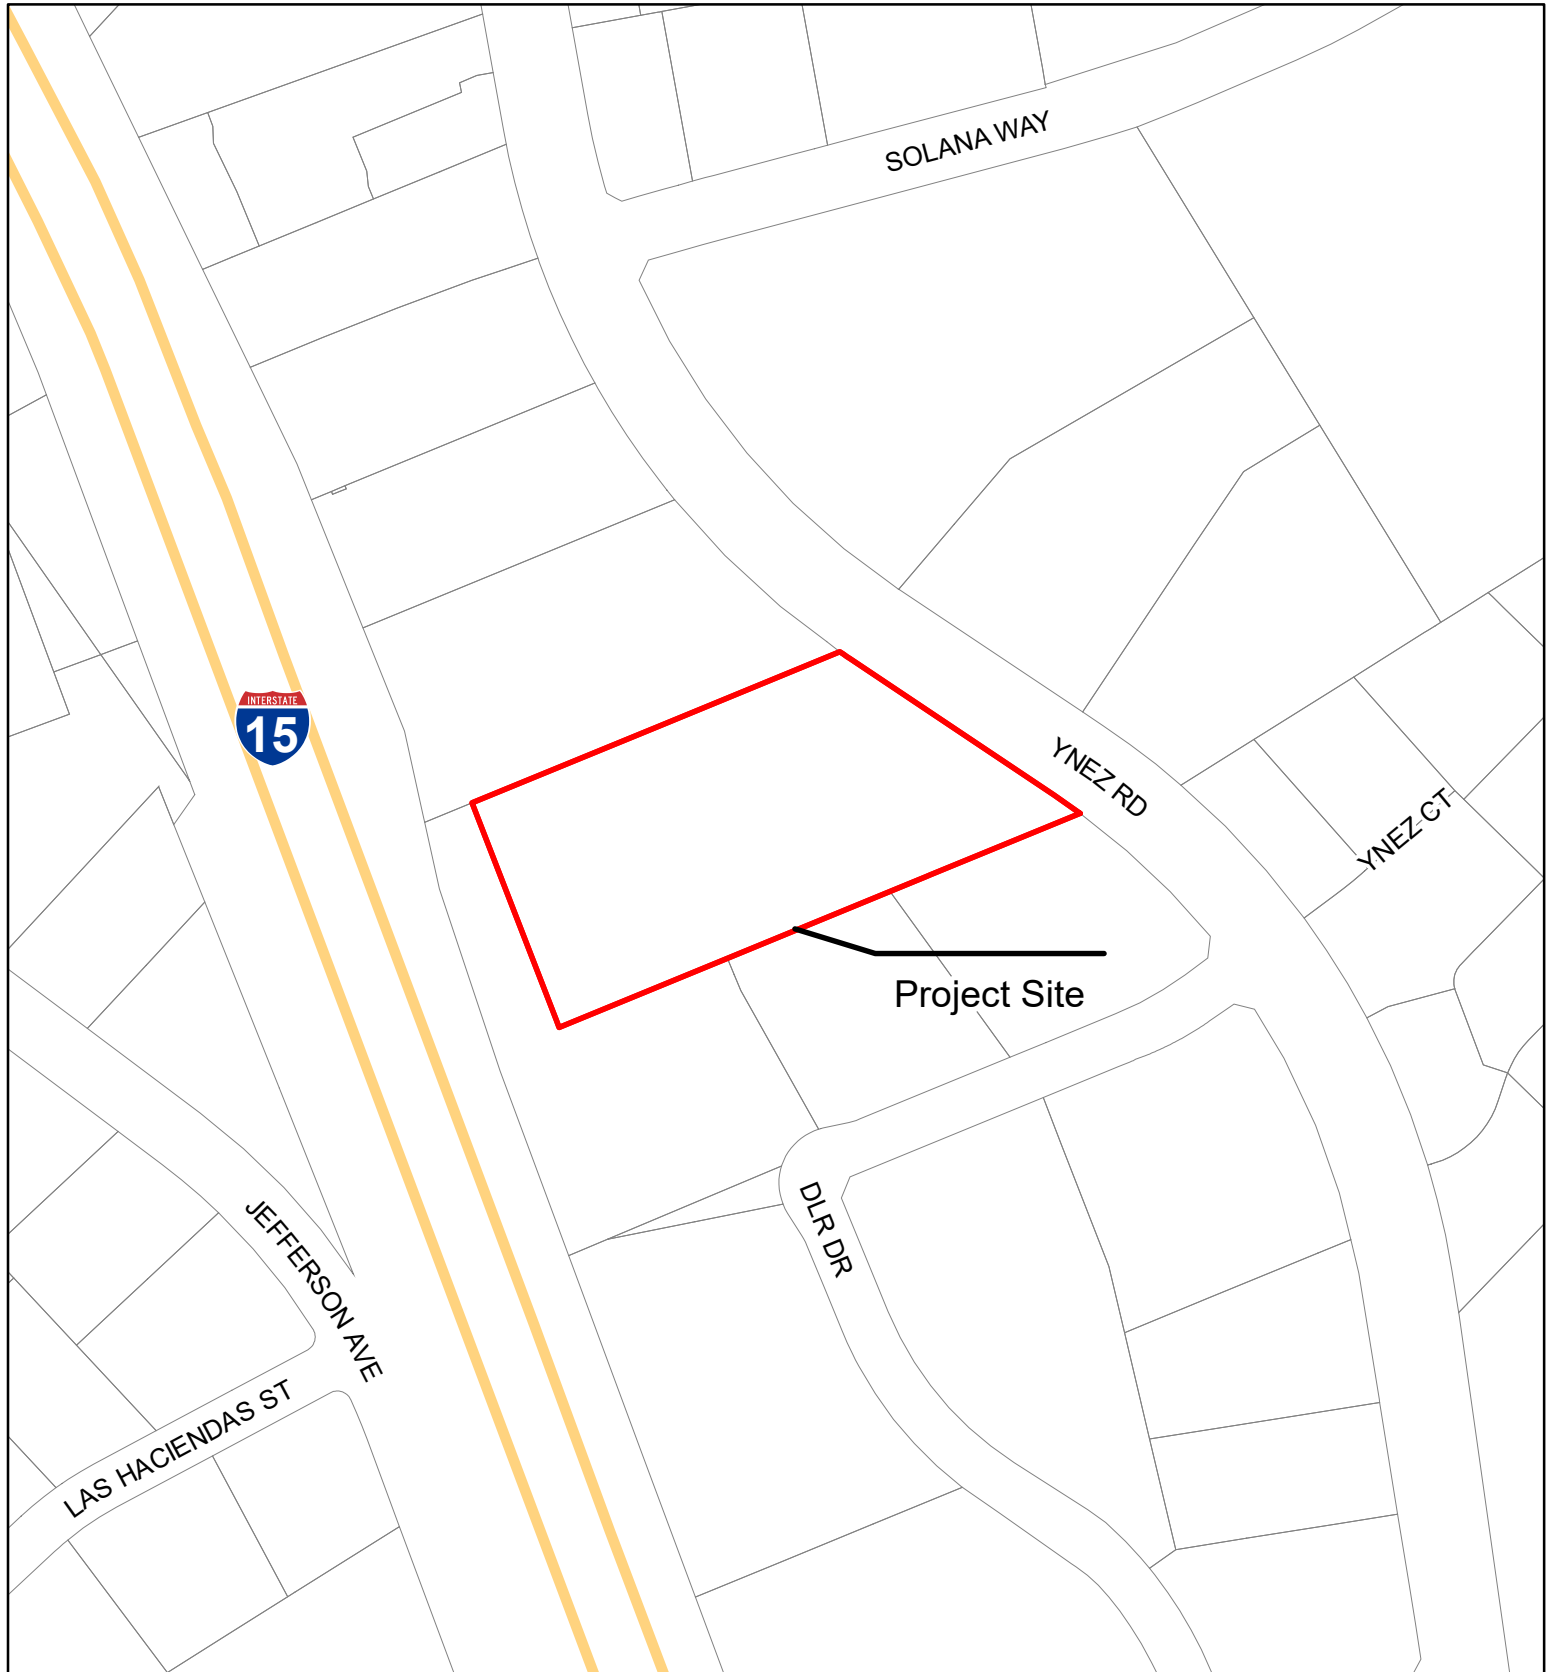 SOLANA WAY
INTERSTATE
15
YNEZ RD
YNEZ CT
Project Site
DLR DR
JEFFERSON AVE
LAS HACIENDAS ST